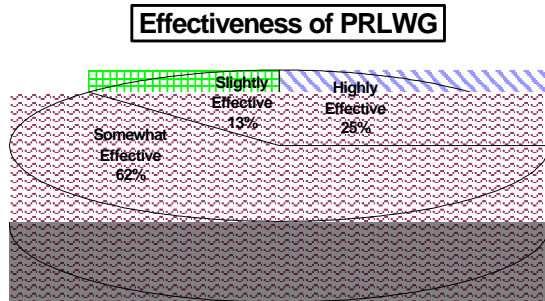 Effectiveness of PRLWG
Slightly
Effective
13%
Highly
Effective
25%
Somewhat
Effective
62%